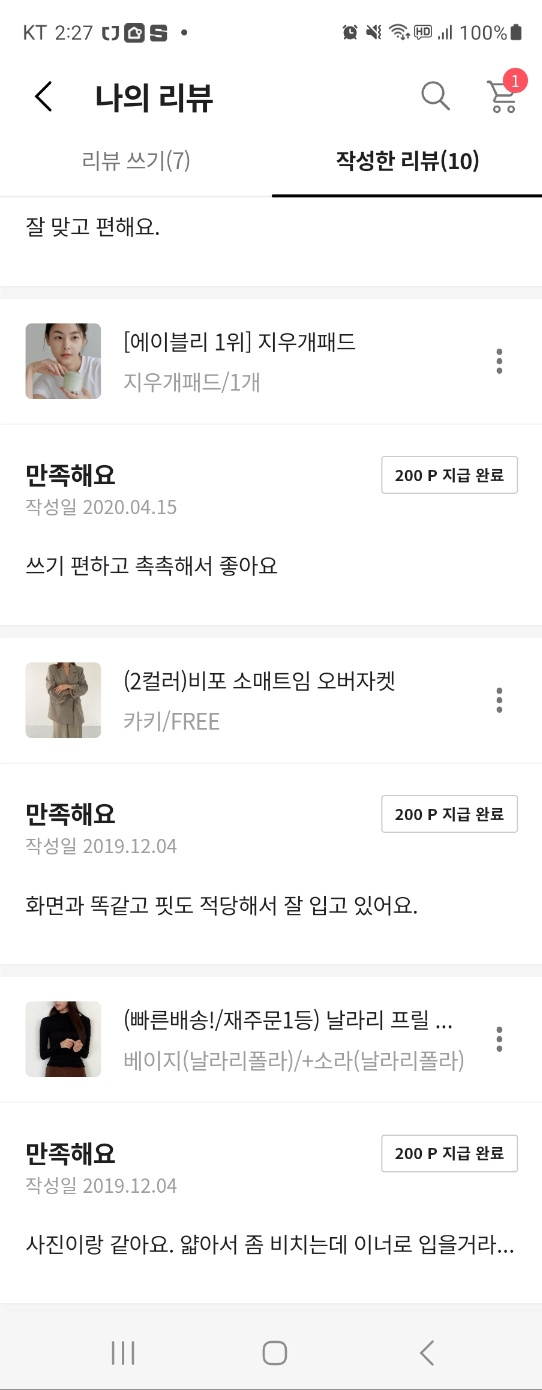 KT 2:27
HD
100%
나의 리뷰
1
리뷰 쓰기(7)
작성한 리뷰(10)
잘 맞고 편해요.
[에이블리 1위] 지우개패드
지우개패드/1개
만족해요
200 P 지급 완료
작성일 2020.04.15
쓰기 편하고 촉촉해서 좋아요
(2컬러)비포 소매트임 오버자켓
카키/FREE
만족해요
200 P 지급 완료
작성일 2019.12.04
화면과 똑같고 핏도 적당해서 잘 입고 있어요.
(빠른배송!/재주문1등) 날라리 프릴 ...
베이지(날라리폴라)/+소라(날라리폴라)
만족해요
200 P 지급 완료
작성일 2019.12.04
사진이랑 같아요. 얇아서 좀 비치는데 이너로 입을거라...